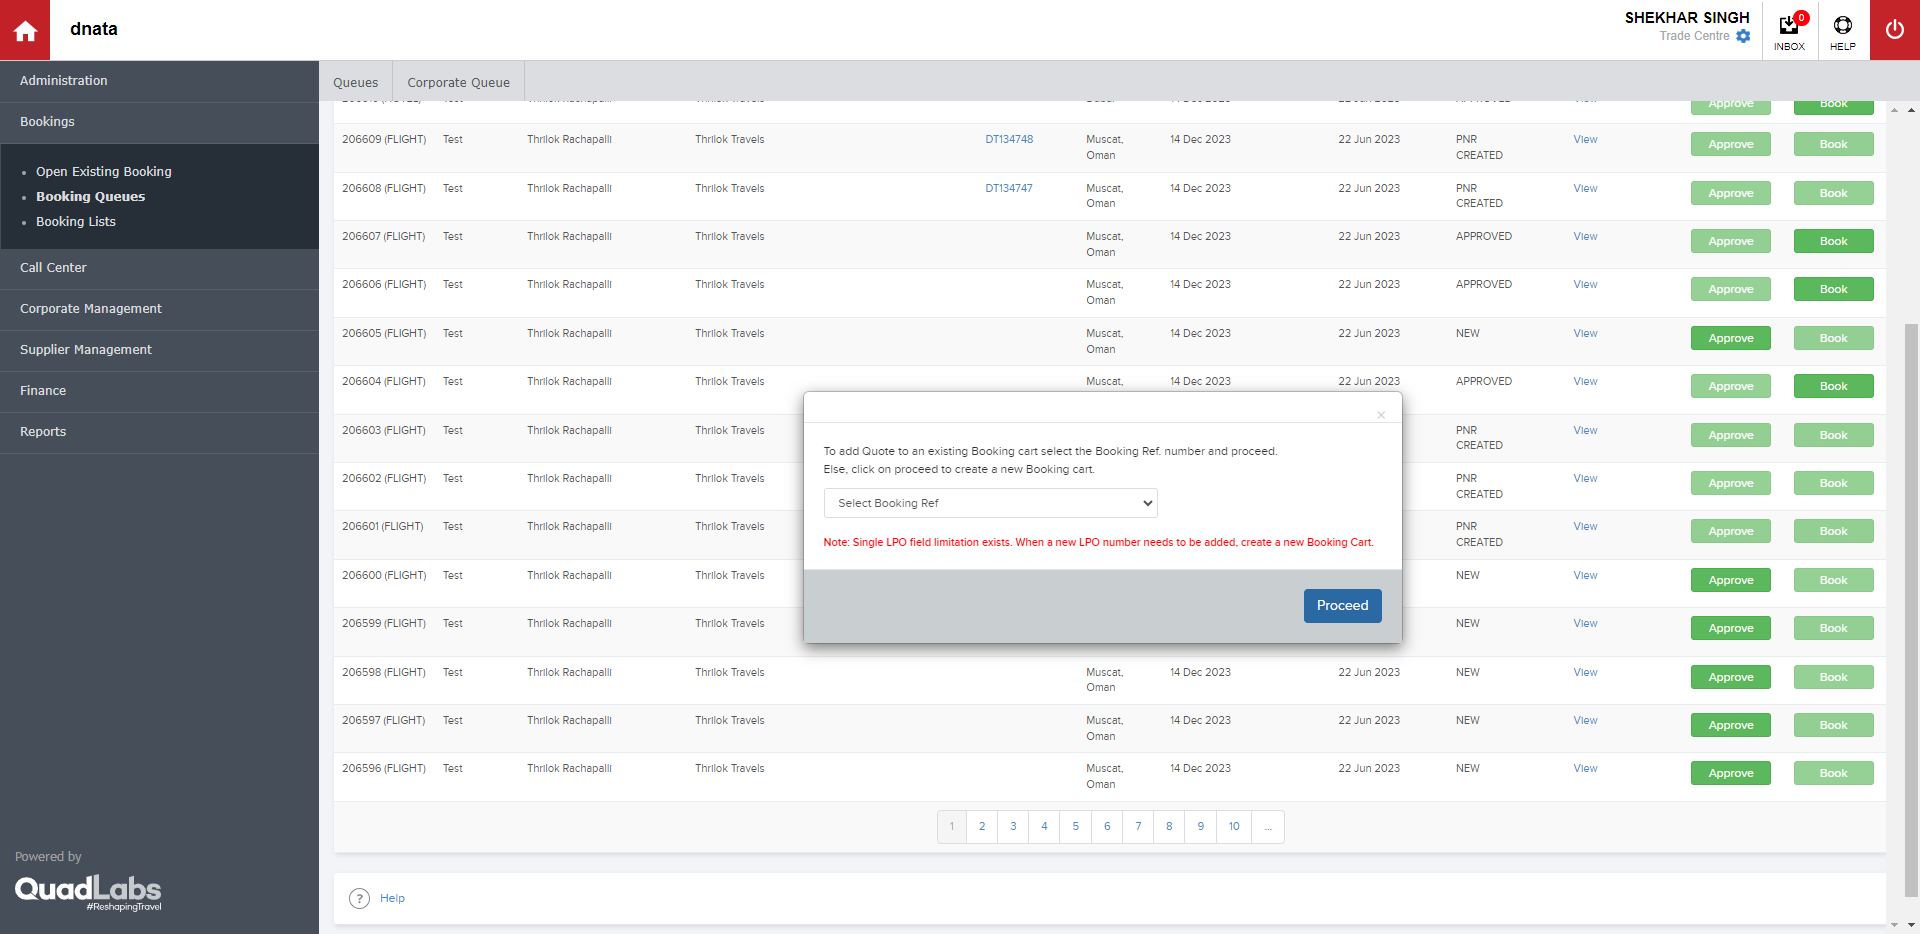 dnata
SHEKHAR SINGH
Trade Centre
0
INBOX
HELP
Administration
Bookings
Open Existing Booking
Booking Queues
Booking Lists
Call Center
Corporate Management
Supplier Management
Finance
Reports
Powered by
QuadLabs
#ReshapingTravel
Queues
Corporate Queue
Approve Book
206609 (FLIGHT) Test Thrilok Rachapalli Thrilok Travels DT134748 Muscat, 14 Dec 2023 22 Jun 2023 PNR View Approve Book
Oman CREATED
206608 (FLIGHT) Test Thrilok Rachapalli Thrilok Travels DT134747 Muscat, 14 Dec 2023 22 Jun 2023 PNR View Approve Book
Oman CREATED
206607 (FLIGHT) Test Thrilok Rachapalli Thrilok Travels Muscat, 14 Dec 2023 22 Jun 2023 APPROVED View Approve Book
Oman
206606 (FLIGHT) Test Thrilok Rachapalli Thrilok Travels Muscat, 14 Dec 2023 22 Jun 2023 APPROVED View Approve Book
Oman
206605 (FLIGHT) Test Thrilok Rachapalli Thrilok Travels Muscat, 14 Dec 2023 22 Jun 2023 NEW View Approve Book
Oman
206604 (FLIGHT) Test Thrilok Rachapalli Thrilok Travels Muscat, 14 Dec 2023 22 Jun 2023 APPROVED View Approve Book
206603 (FLIGHT) Test Thrilok Rachapalli Thrilok Travels PNR View Approve Book
CREATED
206602 (FLIGHT) Test Thrilok Rachapalli Thrilok Travels PNR View Approve Book
CREATED
206601 (FLIGHT) Test Thrilok Rachapalli Thrilok Travels PNR View Approve Book
CREATED
206600 (FLIGHT) Test Thrilok Rachapalli Thrilok Travels NEW View Approve Book
206599 (FLIGHT) Test Thrilok Rachapalli Thrilok Travels NEW View Approve Book
206598 (FLIGHT) Test Thrilok Rachapalli Thrilok Travels Muscat, 14 Dec 2023 22 Jun 2023 NEW View Approve Book
Oman
206597 (FLIGHT) Test Thrilok Rachapalli Thrilok Travels Muscat, 14 Dec 2023 22 Jun 2023 NEW View Approve Book
Oman
206596 (FLIGHT) Test Thrilok Rachapalli Thrilok Travels Muscat, 14 Dec 2023 22 Jun 2023 NEW View Approve Book
Oman
×
To add Quote to an existing Booking cart select the Booking Ref. number and proceed.
Else, click on proceed to create a new Booking cart.
Select Booking Ref
Note: Single LPO field limitation exists. When a new LPO number needs to be added, create a new Booking Cart.
Proceed
1 2 3 4 5 6 7 8 9 10 ...
? Help